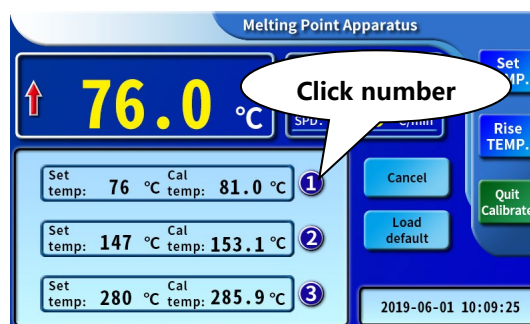 Melting Point Apparatus
76.0 °C
Click number
SPD.
°C/min
Set
Rise
TEMP.
Set temp: 76 °C Cal temp: 81.0 °C 1
Set temp: 147 °C Cal temp: 153.1 °C 2
Set temp: 280 °C Cal temp: 285.9 °C 3
Cancel
Load
default
Quit
Calibrate
2019-06-01 10:09:25